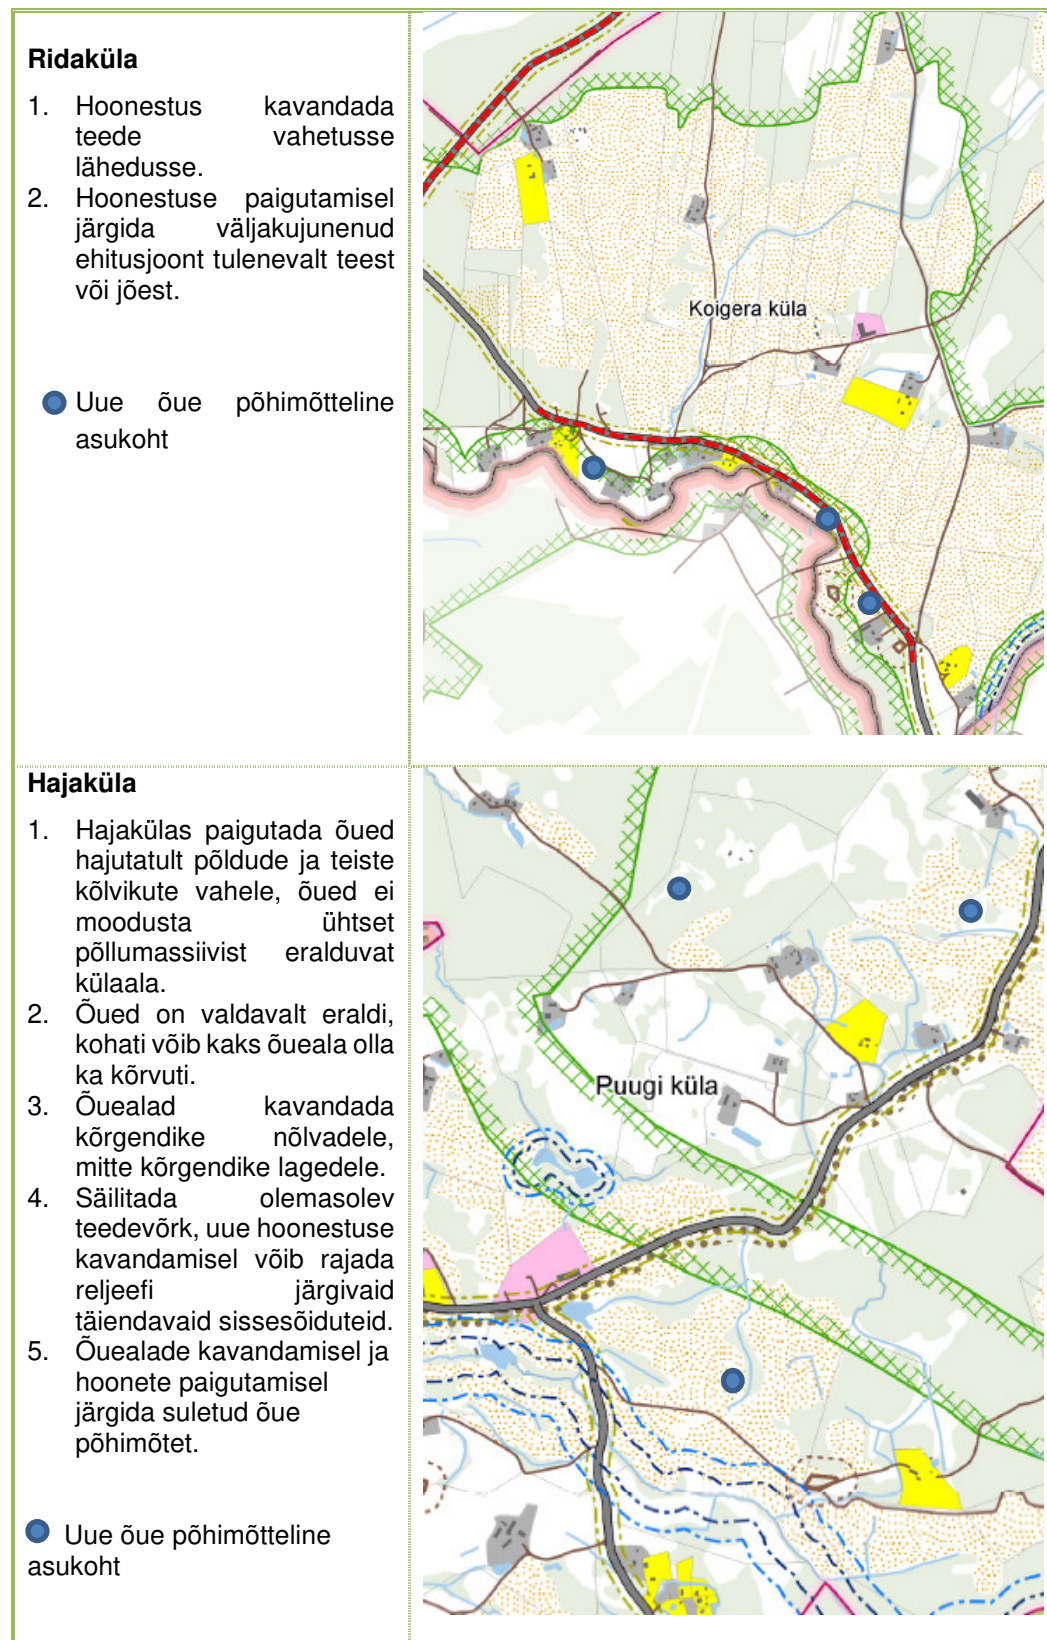 Ridaküla
1. Hoonestus kavandada
teede vahetusse
lähedusse.
2. Hoonestuse paigutamisel
järgida väljakujunenud
ehitusjoont tulenevalt teest
või jõest.
Uue õue põhimõtteline
asukoht
Koigera küla
Hajaküla
1. Hajakülas paigutada õued
hajutatult põldude ja teiste
kõlvikute vahele, õued ei
moodusta ühtset
põllumassiivist eralduvat
külaala.
2. Õued on valdavalt eraldi,
kohati võib kaks õueala olla
ka kõrvuti.
3. Õuealad kavandada
kõrgendike nõlvadele,
mitte kõrgendike lagedele.
4. Säilitada olemasolev
teedevõrk, uue hoonestuse
kavandamisel võib rajada
reljeefi järgivaid
täiendavaid sissesõiduteid.
5. Õuealade kavandamisel ja
hoonete paigutamisel
järgida suletud õue
põhimõtet.
Uue õue põhimõtteline
asukoht
Puugi küla